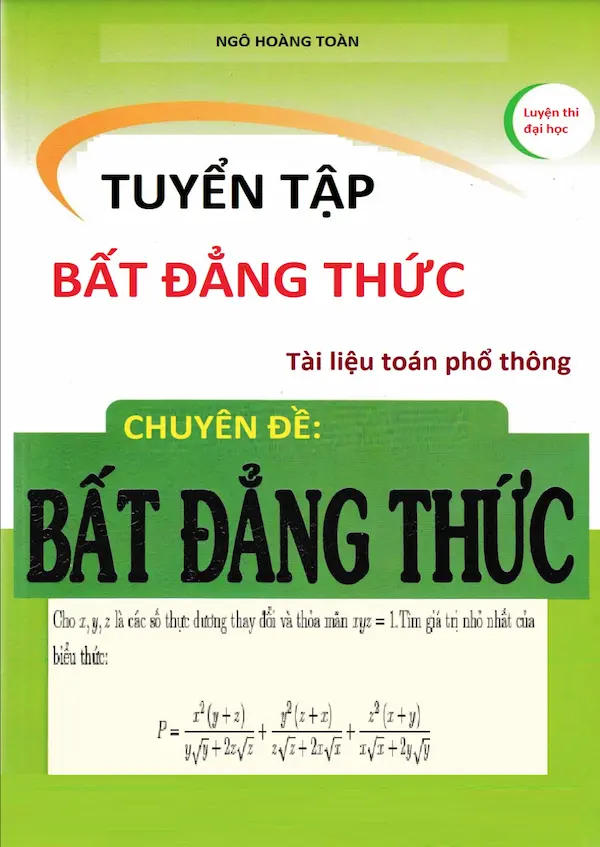 NGÔ HOÀNG TOÀN
Luyện thi
đại học
TUYỂN TẬP
BẤT ĐẲNG THỨC
Tài liệu toán phổ thông
CHUYÊN ĐỀ:
BẤT ĐẲNG THỨC
Cho x, y, z là các số thực dương thay đổi và thỏa mãn xyz = 1.Tìm giá trị nhỏ nhất của
biểu thức:
P = x²(y + z) / (y√y + 2z√z) + y²(z + x) / (z√z + 2x√x) + z²(x + y) / (x√x + 2y√y)